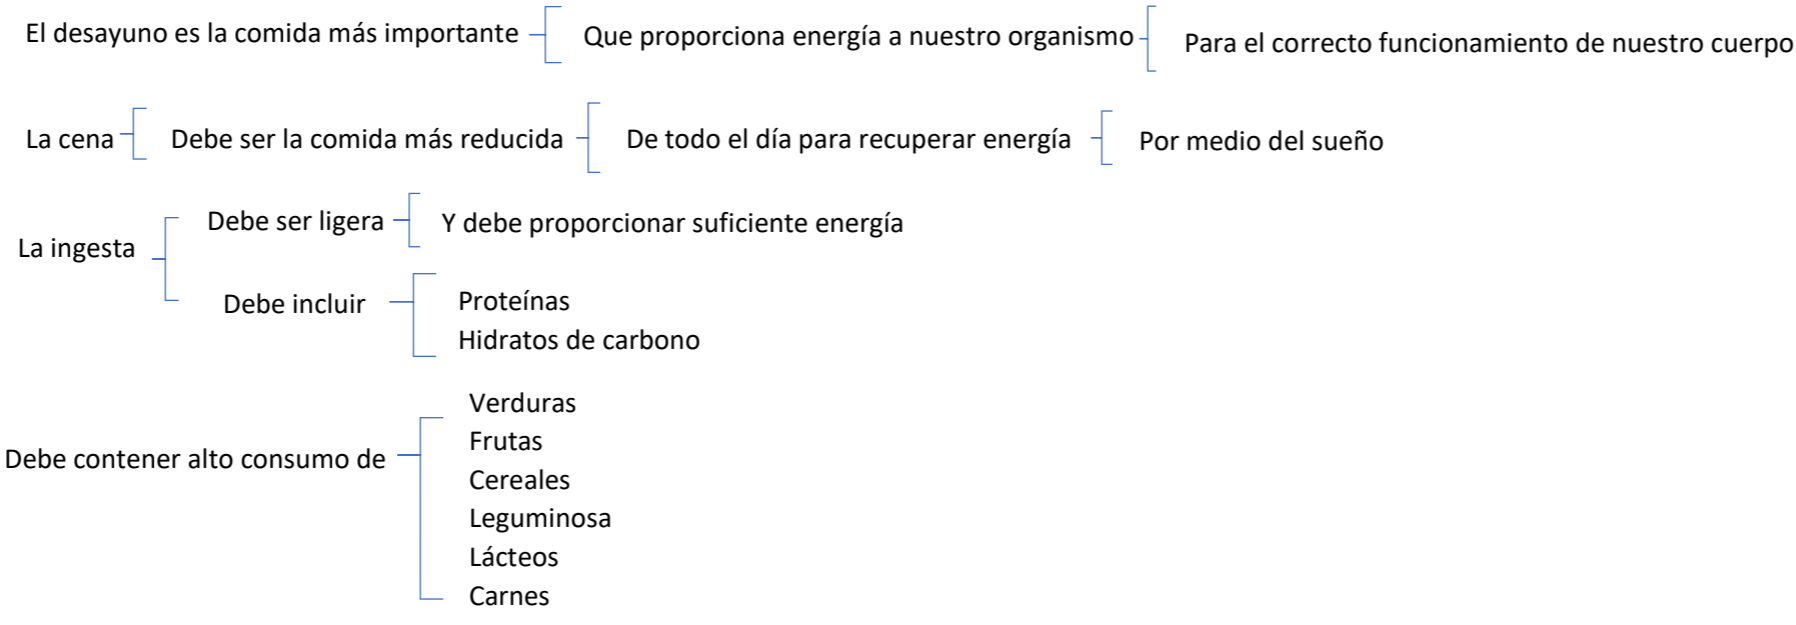 El desayuno es la comida más importante
Que proporciona energía a nuestro organismo
Para el correcto funcionamiento de nuestro cuerpo
La cena
Debe ser la comida más reducida
De todo el día para recuperar energía
Por medio del sueño
La ingesta
Debe ser ligera
Y debe proporcionar suficiente energía
Debe incluir
Proteínas
Hidratos de carbono
Debe contener alto consumo de
Verduras
Frutas
Cereales
Leguminosa
Lácteos
Carnes